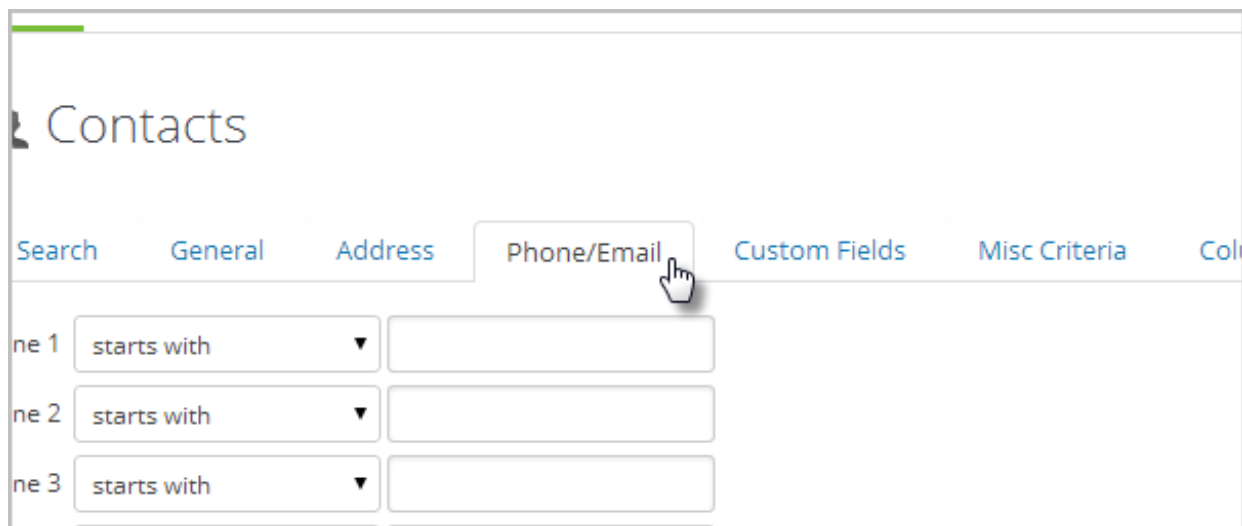 Contacts
Search General Address Phone/Email Custom Fields Misc Criteria Colu
ne 1 starts with
ne 2 starts with
ne 3 starts with